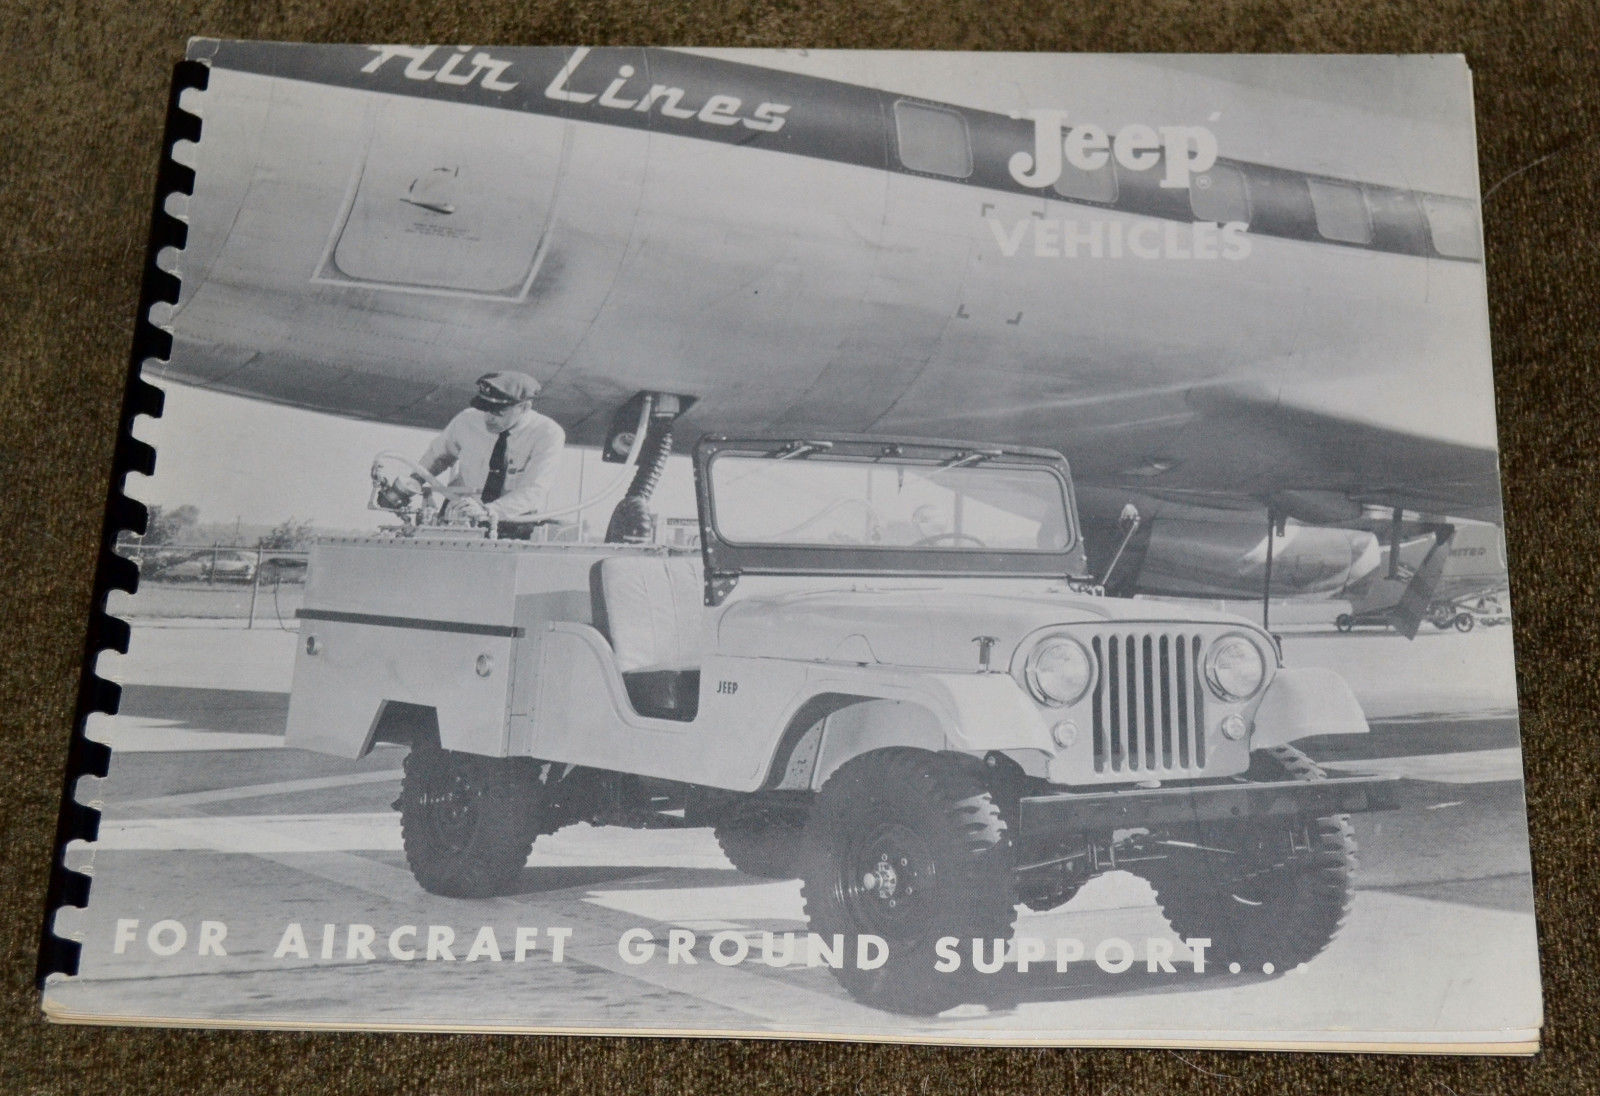 Air Lines
'Jeep'
®
VEHICLES
JEEP
FOR AIRCRAFT GROUND SUPPORT...